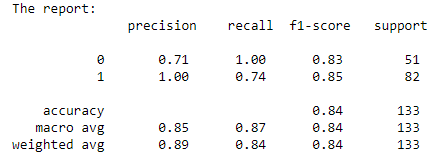 The report:
precision recall f1-score support
0 0.71 1.00 0.83 51
1 1.00 0.74 0.85 82
accuracy 0.84 133
macro avg 0.85 0.87 0.84 133
weighted avg 0.89 0.84 0.84 133